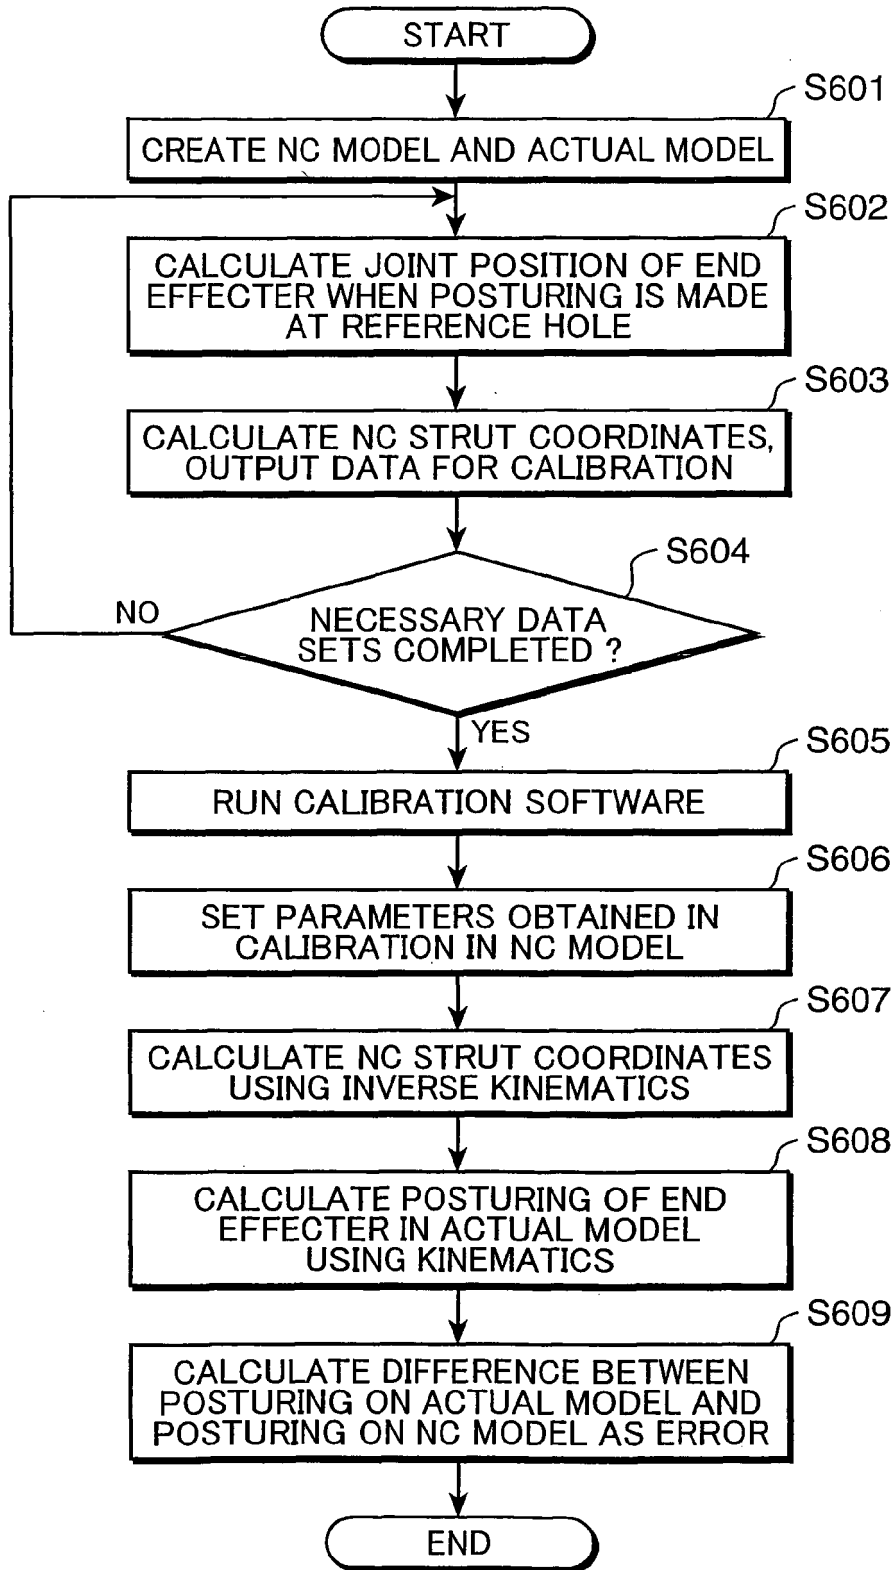 START
S601
CREATE NC MODEL AND ACTUAL MODEL
S602
CALCULATE JOINT POSITION OF END
EFFECTER WHEN POSTURING IS MADE
AT REFERENCE HOLE
S603
CALCULATE NC STRUT COORDINATES,
OUTPUT DATA FOR CALIBRATION
S604
NO
NECESSARY DATA
SETS COMPLETED ?
YES
S605
RUN CALIBRATION SOFTWARE
S606
SET PARAMETERS OBTAINED IN
CALIBRATION IN NC MODEL
S607
CALCULATE NC STRUT COORDINATES
USING INVERSE KINEMATICS
S608
CALCULATE POSTURING OF END
EFFECTER IN ACTUAL MODEL
USING KINEMATICS
S609
CALCULATE DIFFERENCE BETWEEN
POSTURING ON ACTUAL MODEL AND
POSTURING ON NC MODEL AS ERROR
END